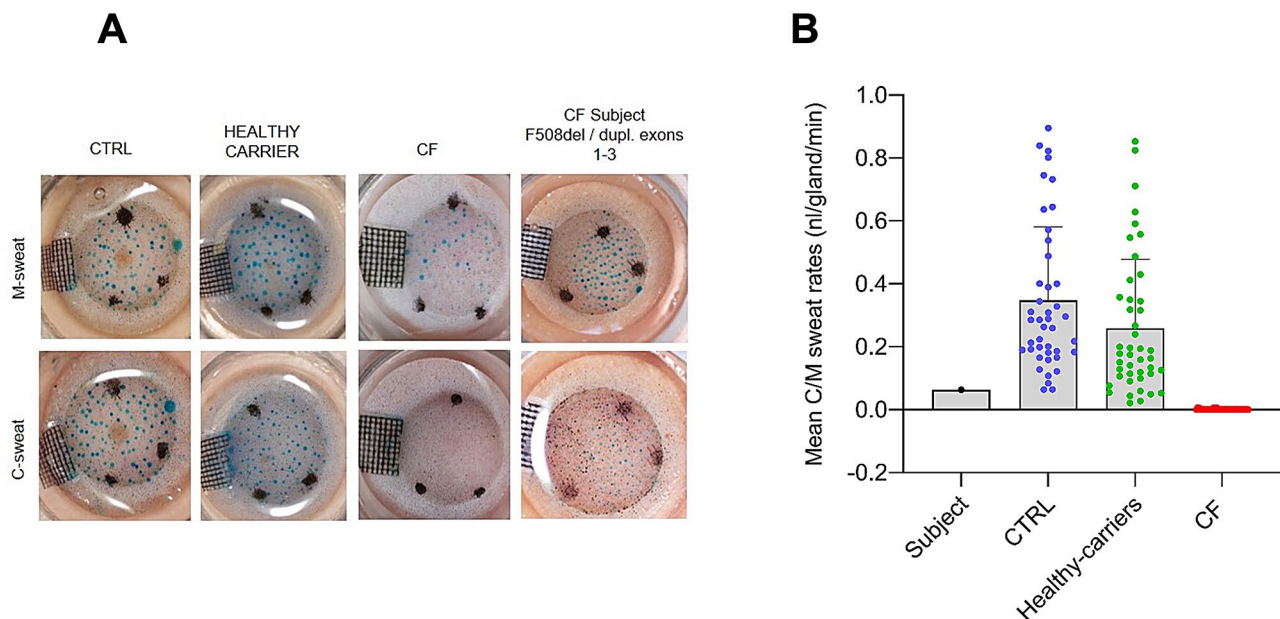 A
CTRL
HEALTHY
CARRIER
CF
CF Subject
F508del / dupl. exons
1-3
M-sweat
C-sweat
B
Mean C/M sweat rates (nl/gland/min)
1.0
0.8
0.6
0.4
0.2
0.0
-0.2
Subject
CTRL
Healthy-carriers
CF